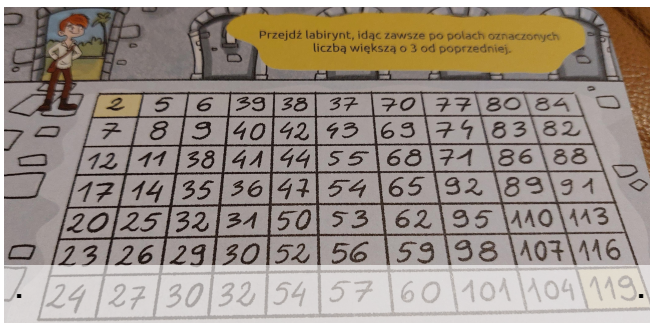 Przejdź labirynt, idąc zawsze po polach oznaczonych
liczbą większą o 3 od poprzedniej.
2 5 6 39 38 37 70 77 80 84
7 8 9 40 42 43 69 74 83 82
12 11 38 41 44 55 68 71 86 88
17 14 35 36 47 54 65 92 89 91
20 25 32 31 50 53 62 95 110 113
23 26 29 30 52 56 59 98 107 116
24 27 30 32 54 57 60 101 104 119